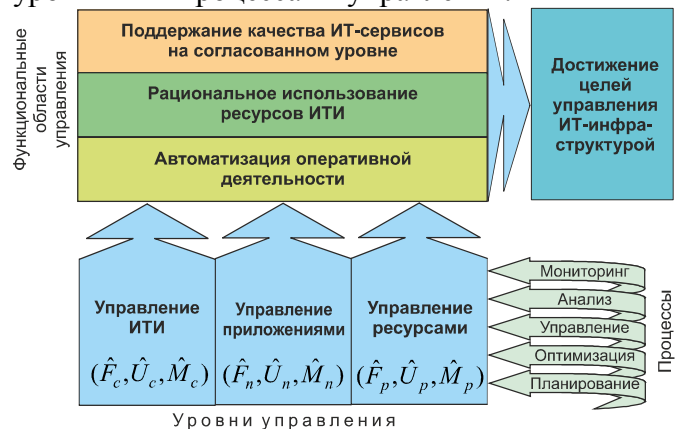 Функциональные
области
управления
Поддержание качества ИТ-сервисов
на согласованном уровне
Рациональное использование
ресурсов ИТИ
Автоматизация оперативной
деятельности
Достижение
целей
управления
ИТ-инфра-
структурой
Управление
ИТИ
(F̂c,Ûc,M̂c)
Управление
приложениями
(F̂n,Ûn,M̂n)
Управление
ресурсами
(F̂p,Ûp,M̂p)
Мониторинг
Анализ
Управление
Оптимизация
Планирование
Процессы
Уровни управления